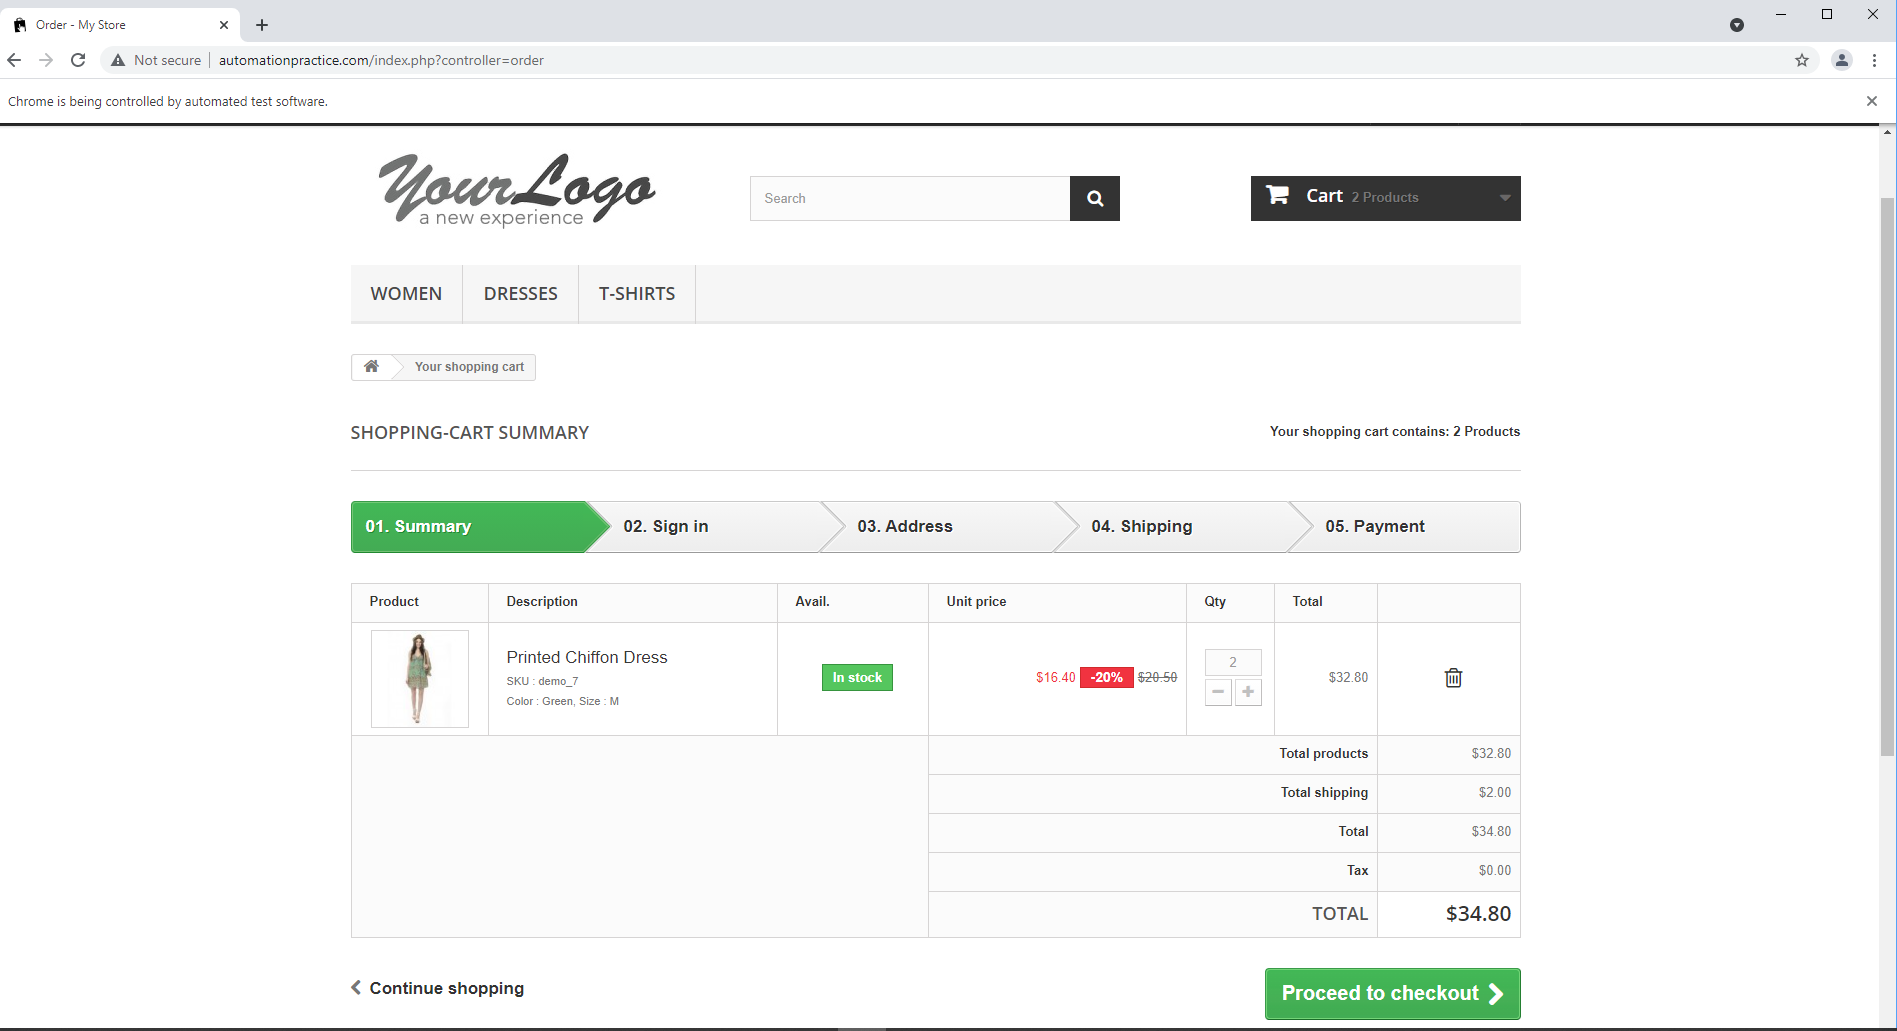 Order - My Store
Not secure automationpractice.com/index.php?controller=order
Chrome is being controlled by automated test software.
YourLogo
a new experience
Search
Cart 2 Products
WOMEN DRESSES T-SHIRTS
Your shopping cart
SHOPPING-CART SUMMARY Your shopping cart contains: 2 Products
01. Summary 02. Sign in 03. Address 04. Shipping 05. Payment
Product Description Avail. Unit price Qty Total
Printed Chiffon Dress
SKU : demo_7
Color : Green, Size : M
In stock
$16.40 -20% $20.50
2
$32.80
Total products $32.80
Total shipping $2.00
Total $34.80
Tax $0.00
TOTAL $34.80
Continue shopping Proceed to checkout